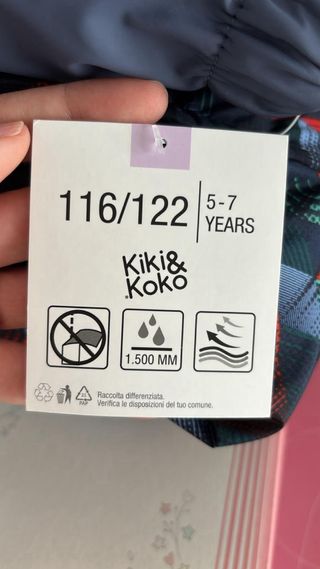 116/122
5-7
YEARS
Kiki&
Koko
1.500 MM
PAP
Raccolta differenziata.
Verifica le disposizioni del tuo comune.